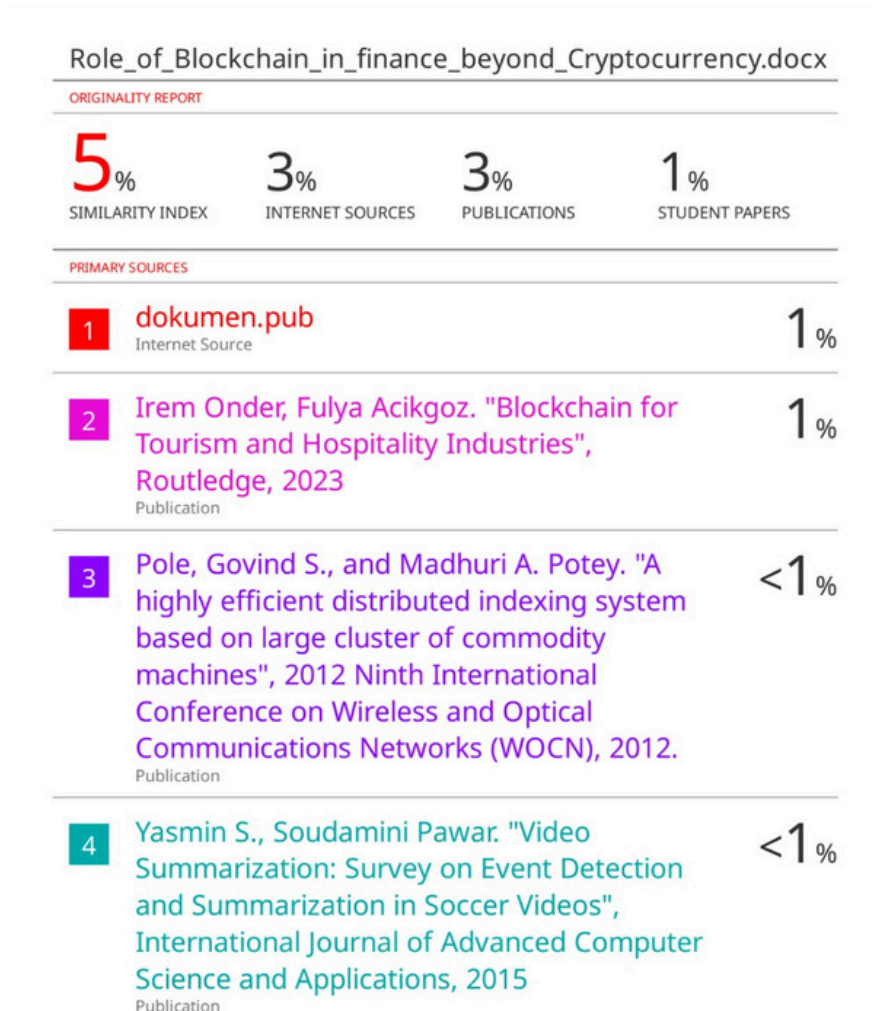 Role_of_Blockchain_in_finance_beyond_Cryptocurrency.docx
ORIGINALITY REPORT
5% 3% 3% 1%
SIMILARITY INDEX INTERNET SOURCES PUBLICATIONS STUDENT PAPERS
PRIMARY SOURCES
1 dokumen.pub 1%
Internet Source
2 Irem Onder, Fulya Acikgoz. "Blockchain for 1%
Tourism and Hospitality Industries",
Routledge, 2023
Publication
3 Pole, Govind S., and Madhuri A. Potey. "A <1%
highly efficient distributed indexing system
based on large cluster of commodity
machines", 2012 Ninth International
Conference on Wireless and Optical
Communications Networks (WOCN), 2012.
Publication
4 Yasmin S., Soudamini Pawar. "Video <1%
Summarization: Survey on Event Detection
and Summarization in Soccer Videos",
International Journal of Advanced Computer
Science and Applications, 2015
Publication